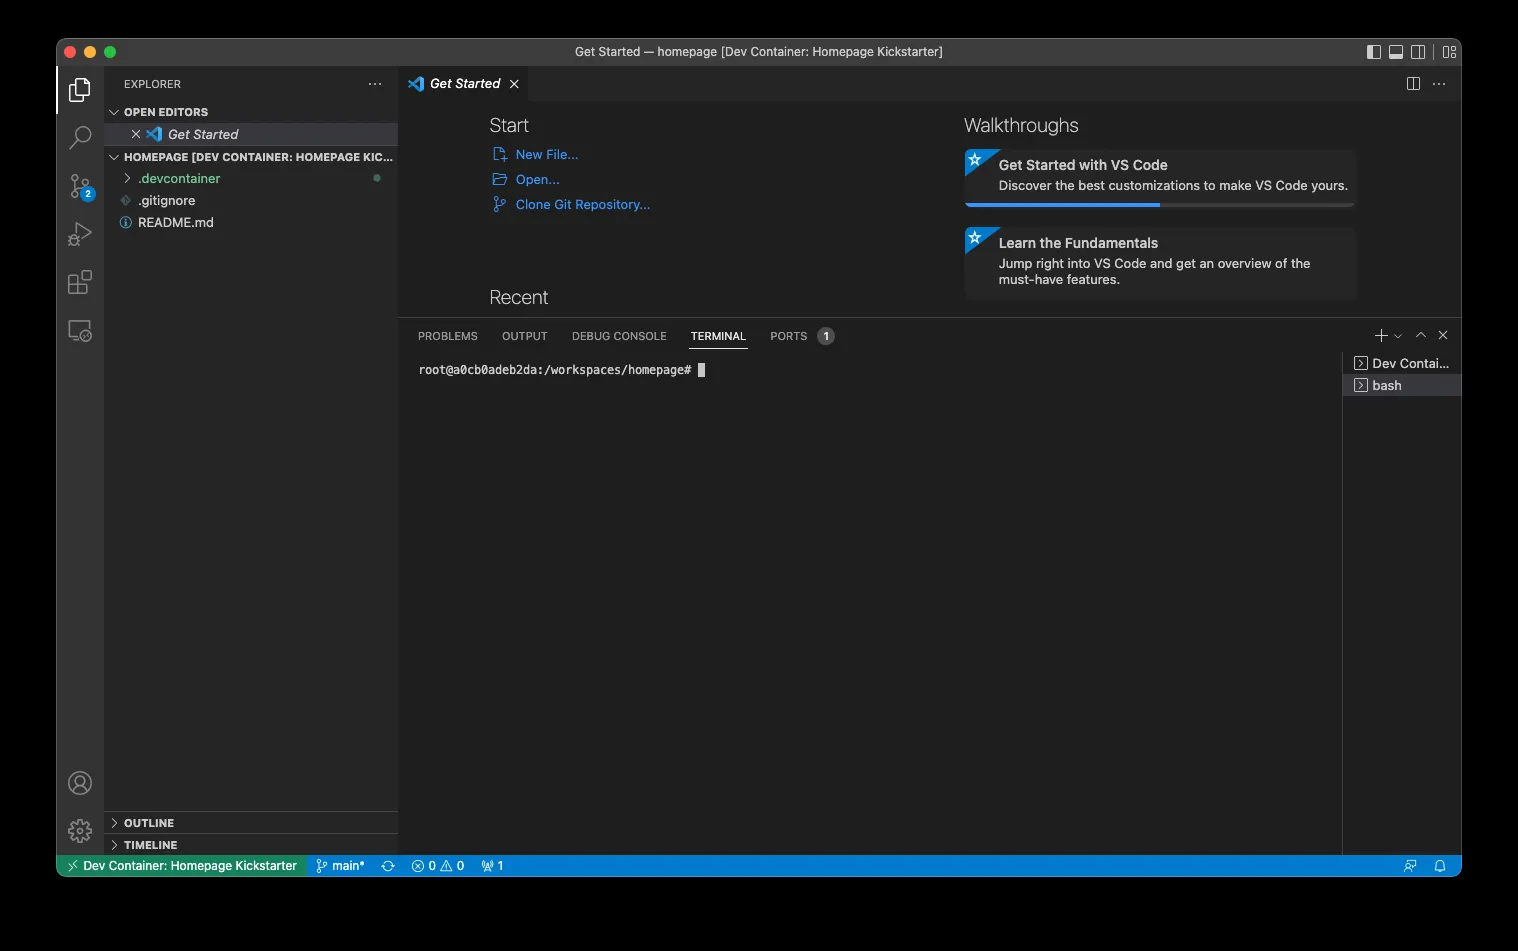 Get Started — homepage [Dev Container: Homepage Kickstarter]
EXPLORER
OPEN EDITORS
Get Started
HOMEPAGE [DEV CONTAINER: HOMEPAGE KIC...
.devcontainer
.gitignore
README.md
2
OUTLINE
TIMELINE
Get Started
Start
New File...
Open...
Clone Git Repository...
Recent
Walkthroughs
Get Started with VS Code
Discover the best customizations to make VS Code yours.
Learn the Fundamentals
Jump right into VS Code and get an overview of the
must-have features.
PROBLEMS OUTPUT DEBUG CONSOLE TERMINAL PORTS 1
root@a0cb0adeb2da:/workspaces/homepage#
Dev Contai...
bash
Dev Container: Homepage Kickstarter main* 0 0 1